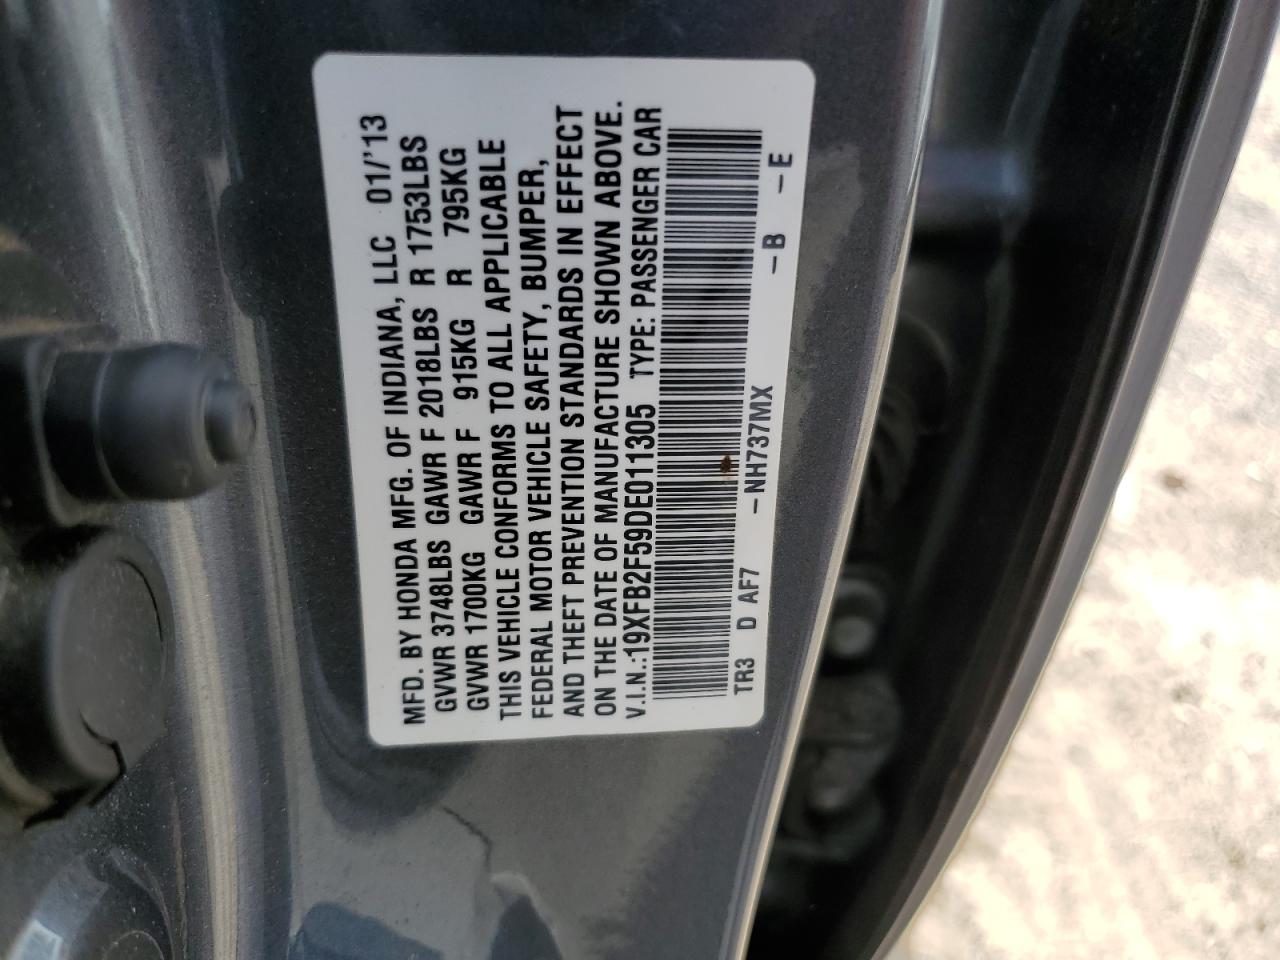 MFD. BY HONDA MFG. OF INDIANA, LLC 01/'13
GVWR 3748LBS GAWR F 2018LBS R 1753LBS
GVWR 1700KG GAWR F 915KG R 795KG
THIS VEHICLE CONFORMS TO ALL APPLICABLE
FEDERAL MOTOR VEHICLE SAFETY, BUMPER,
AND THEFT PREVENTION STANDARDS IN EFFECT
ON THE DATE OF MANUFACTURE SHOWN ABOVE.
V.I.N.:19XFB2F59DE011305 TYPE: PASSENGER CAR
TR3 D AF7 -NH737MX -B -E